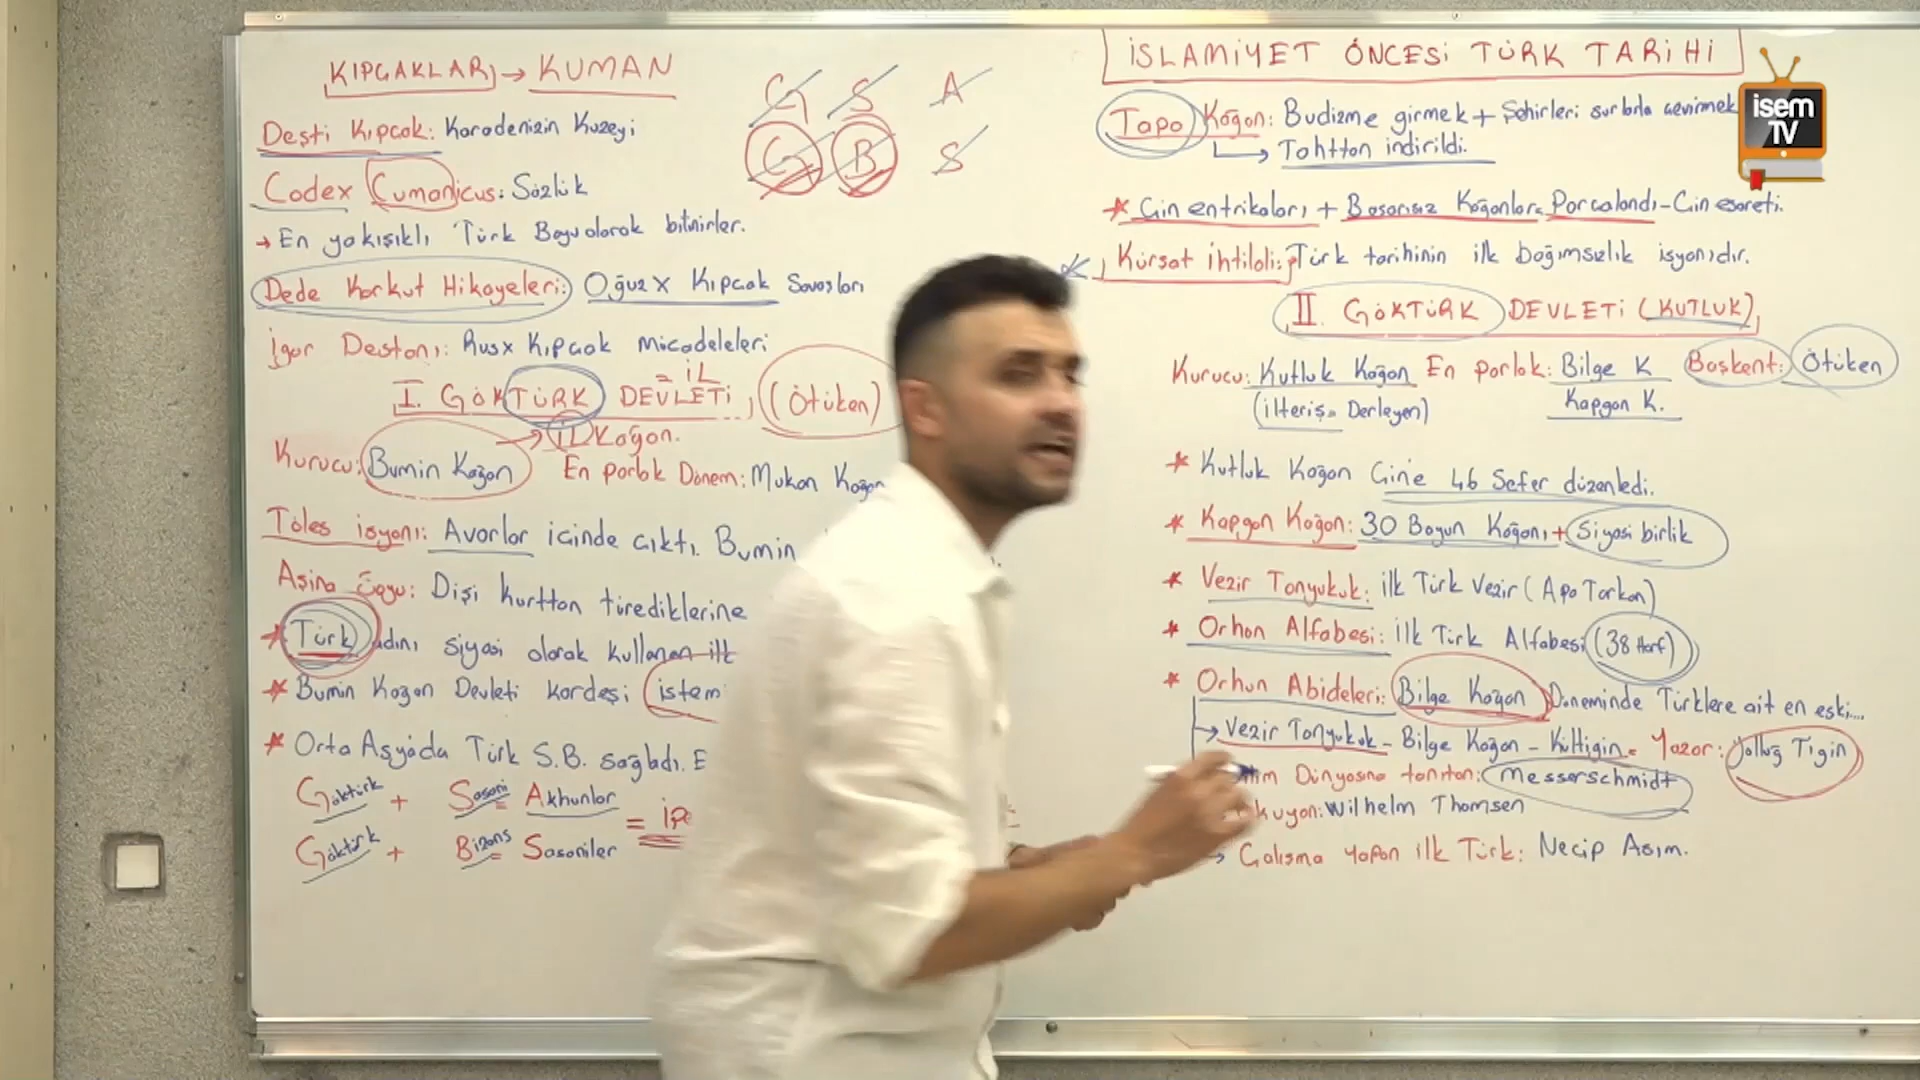 KIPÇAKLAR → KUMAN
Deşti Kıpçak: Karadenizin Kuzeyi
Codex Cumanicus: Sözlük
→ En yakışıklı Türk Boyu olarak bilinirler.
Dede Korkut Hikayeleri: Oğuz X Kıpçak Savaşları
İgor Destanı: Rus x Kıpçak Mücadeleleri
I. GÖKTÜRK DEVLETİ (Ötüken)
= İL
→ İL Kağan.
Kurucu: Bumin Kağan En parlak Dönem: Mukan Kağan
Töles isyanı: Avarlar içinde çıktı. Bumin
Aşina Soyu: Dişi kurttan türediklerine
* Türk adını siyasi olarak kullanan ilk
* Bumin Kağan Devleti kardeşi istem
* Orta Asya'da Türk S.B. sağladı. E
Göktürk + Sasani = Akhunlar
= İPe
Göktürk + Bizans = Sasaniler
G S A
G B S
İSLAMİYET ÖNCESİ TÜRK TARİHİ
isem
TV
Tapo Kağan: Budizme girmek + Şehirleri surlarla çevirmek
→ Tahttan indirildi.
* Çin entrikaları + Başarısız Kağanlar = Parçalandı - Çin esareti.
Kürşat İhtilali: Türk tarihinin ilk bağımsızlık isyanıdır.
II. GÖKTÜRK DEVLETİ (KUTLUK)
Kurucu: Kutluk Kağan En parlak: Bilge K Başkent: Ötüken
(ilteriş = Derleyen) Kapgan K.
* Kutluk Kağan Çine 46 Sefer düzenledi.
* Kapgan Kağan: 30 Boyun Kağanı + Siyasi birlik
* Vezir Tonyukuk: ilk Türk Vezir (Apa Tarkan)
* Orhon Alfabesi: İlk Türk Alfabesi (38 Harf)
* Orhun Abideleri: Bilge Kağan Döneminde Türklere ait en eski...
→ Vezir Tonyukuk - Bilge Kağan - Kültigin = Yazar: Yolluğ Tigin
Dünyasına tanıtan: Messerschmidt
kuyan: Wilhelm Thomsen
→ Çalışma yapan ilk Türk: Necip Asım.